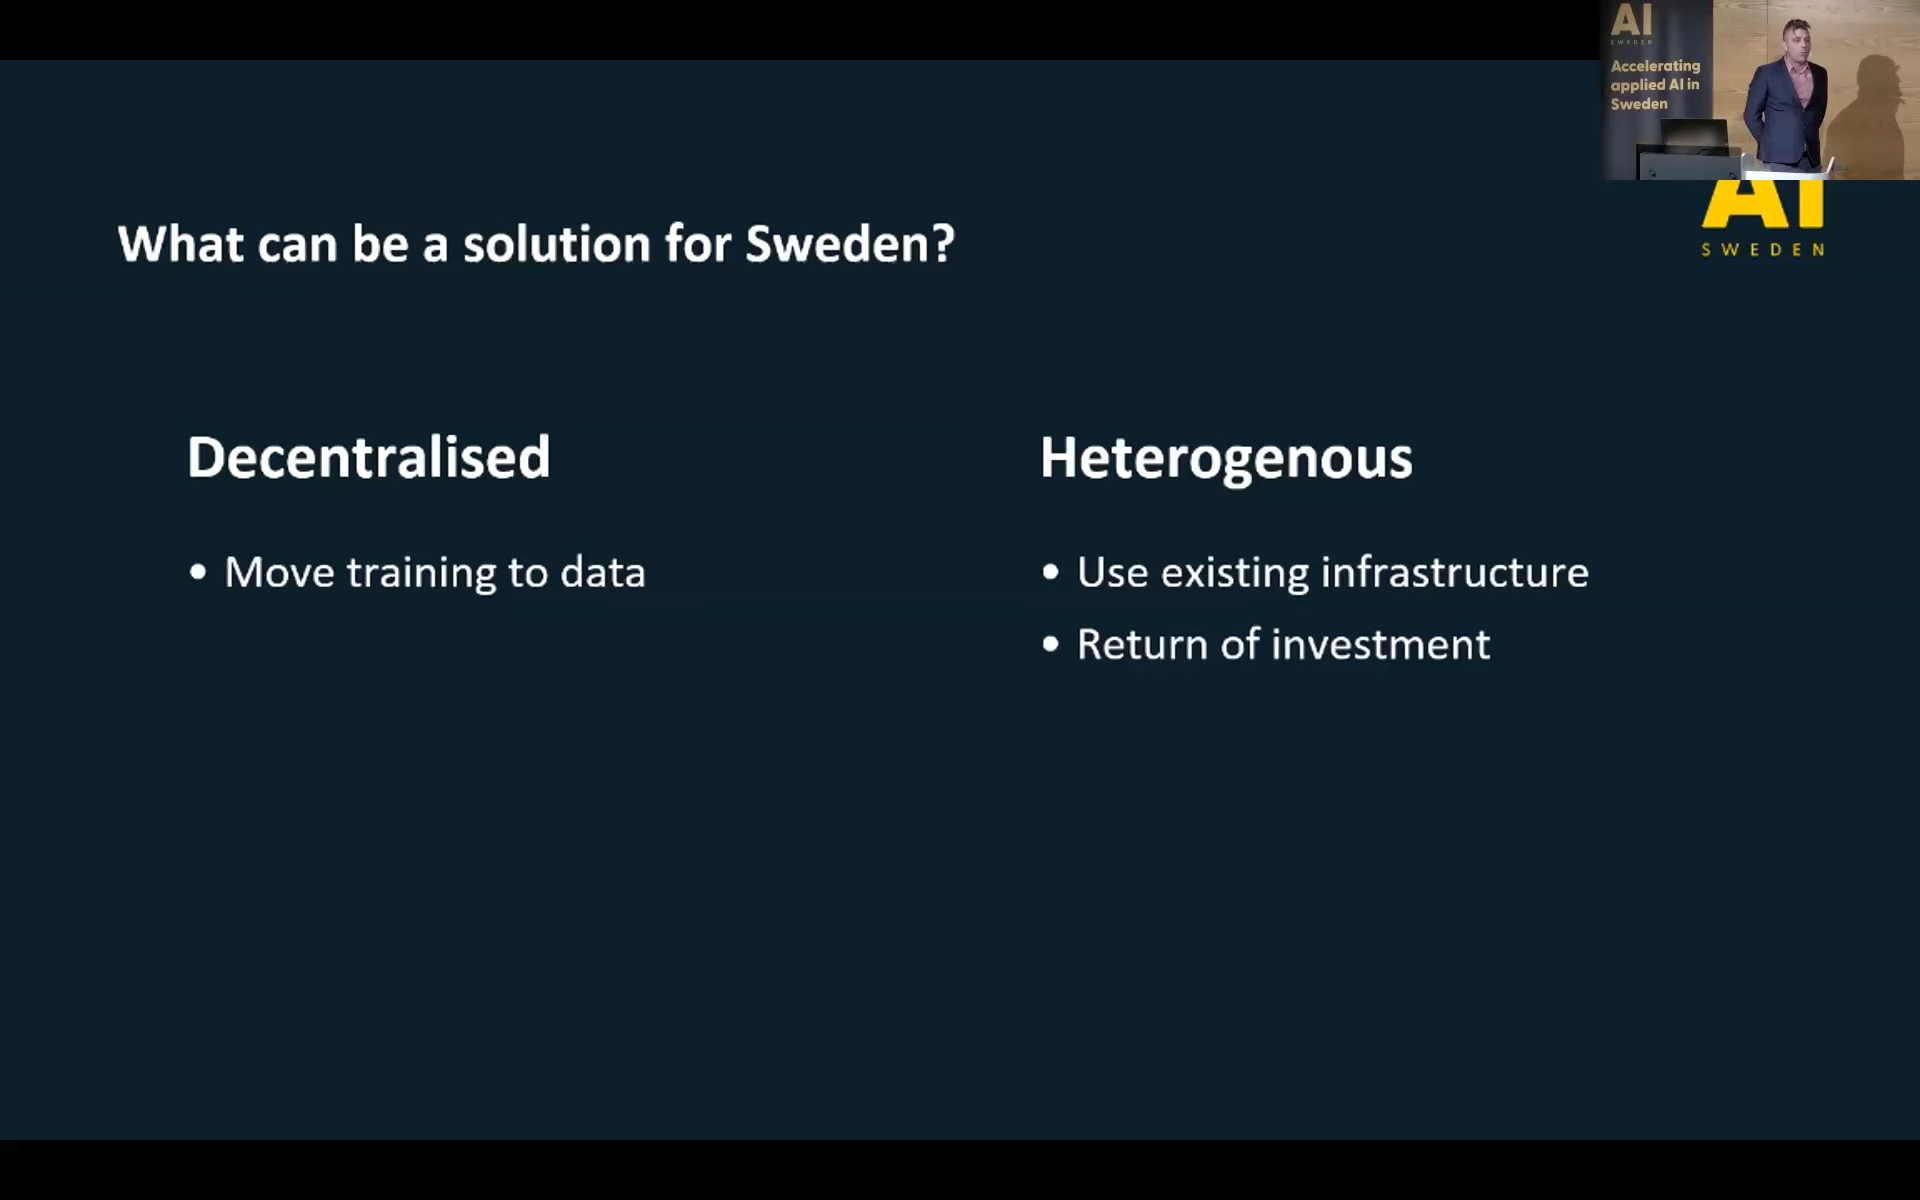 AI
SWEDEN
Accelerating
applied AI in
Sweden
AI
SWEDEN
What can be a solution for Sweden?
Decentralised
• Move training to data
Heterogenous
• Use existing infrastructure
• Return of investment